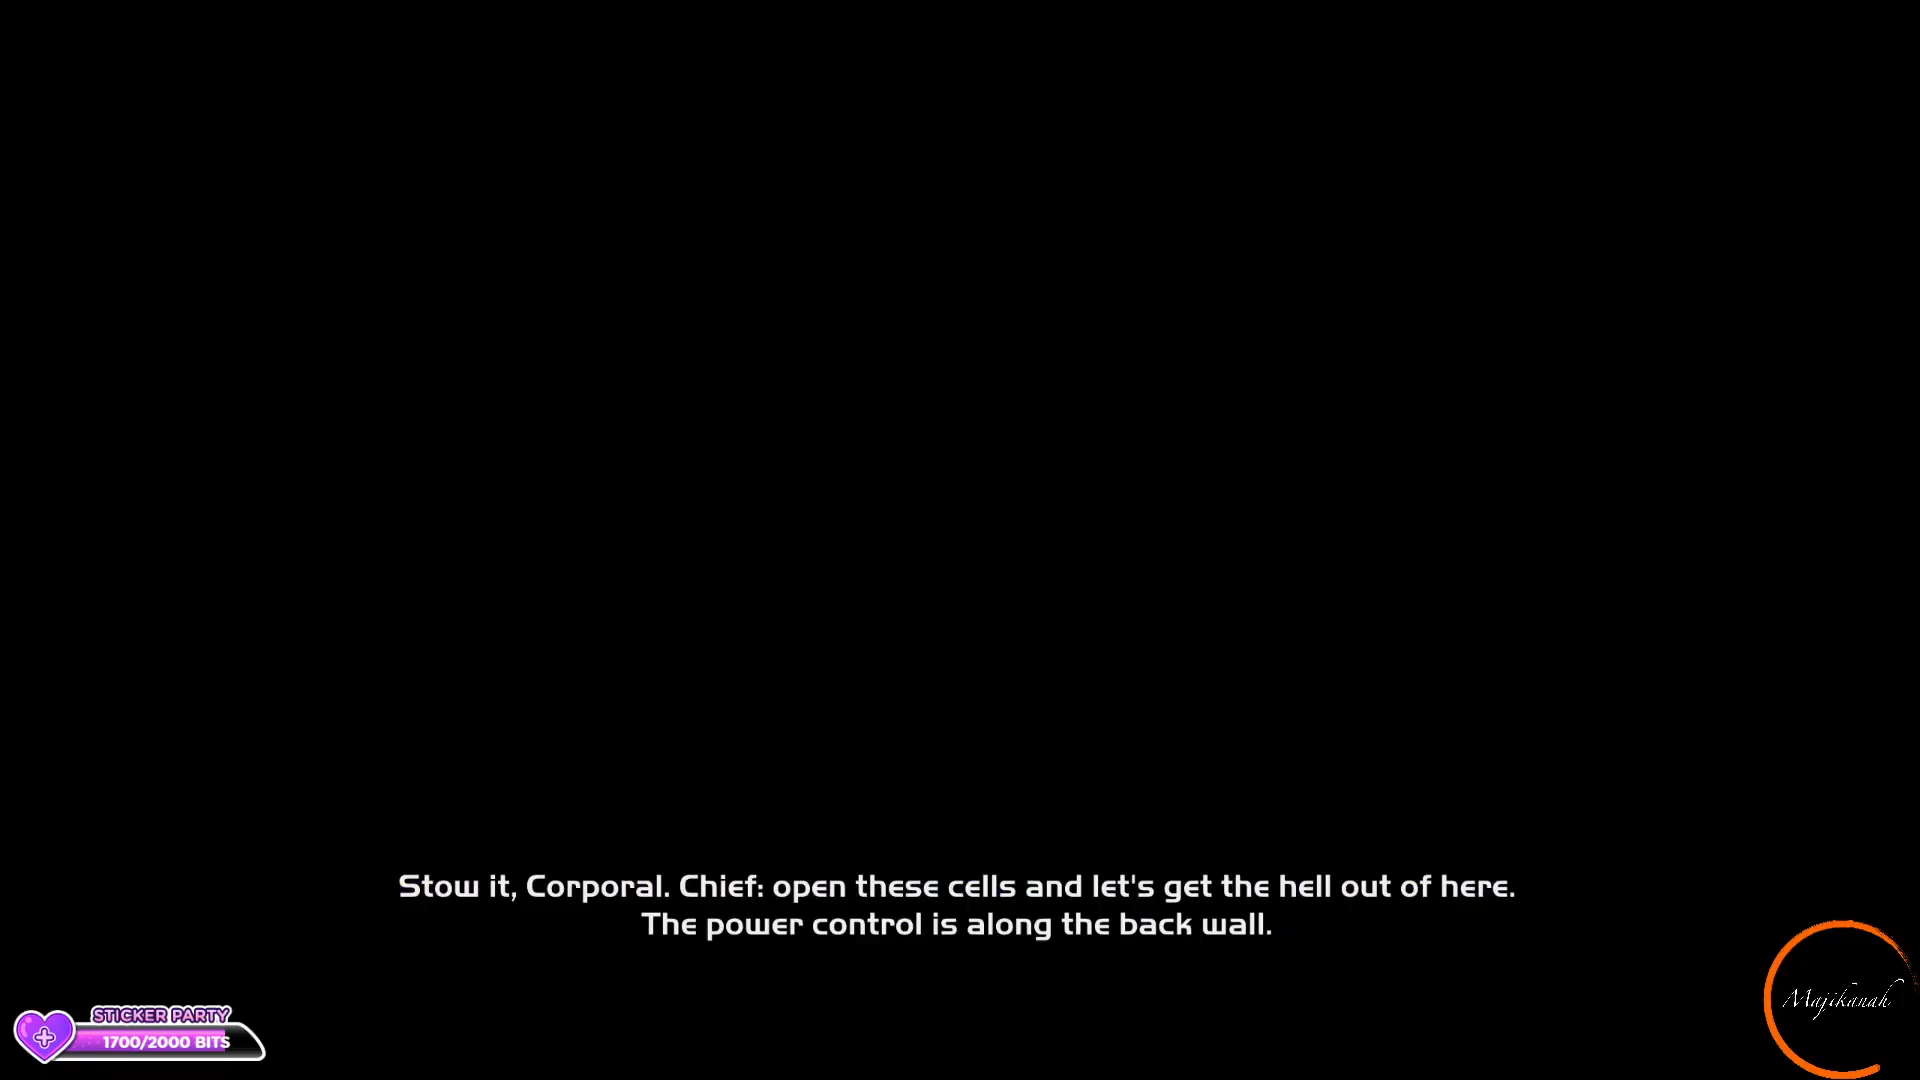 Stow it, Corporal. Chief: open these cells and let's get the hell out of here.
The power control is along the back wall.
STICKER PARTY
1700/2000 BITS
Majikanah